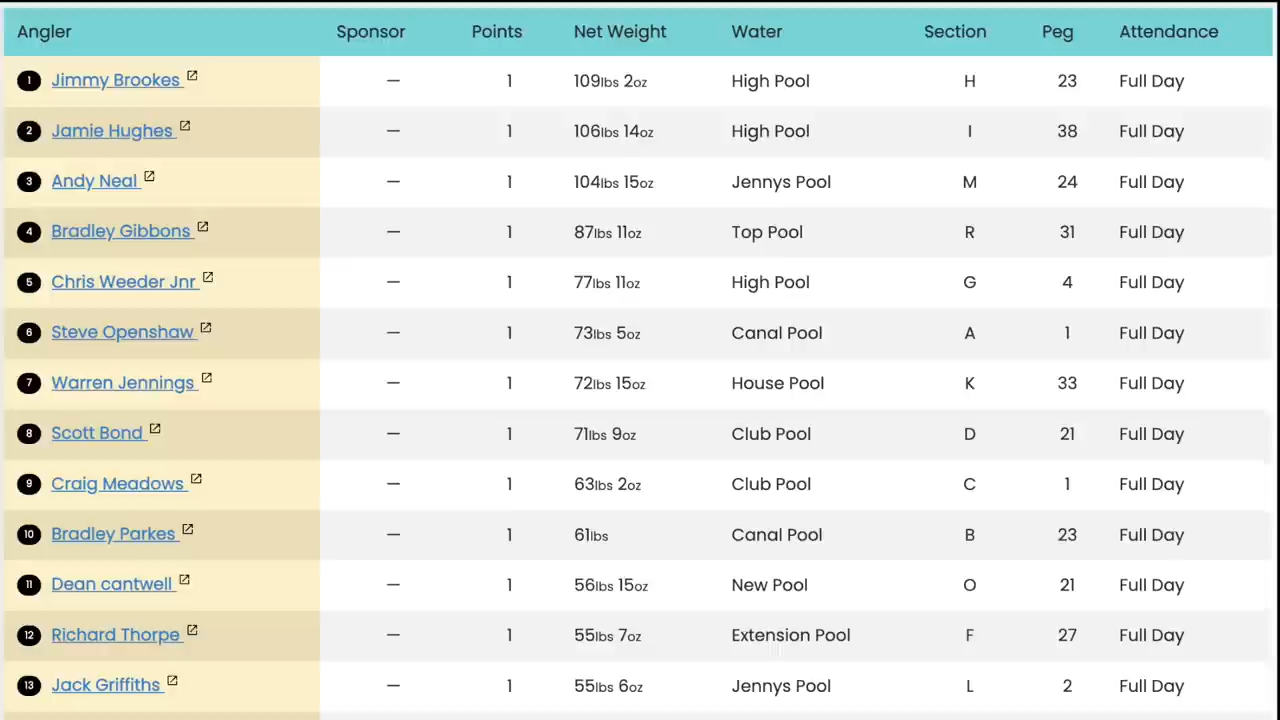 Angler Sponsor Points Net Weight Water Section Peg Attendance
1 Jimmy Brookes — 1 109lbs 2oz High Pool H 23 Full Day
2 Jamie Hughes — 1 106lbs 14oz High Pool I 38 Full Day
3 Andy Neal — 1 104lbs 15oz Jennys Pool M 24 Full Day
4 Bradley Gibbons — 1 87lbs 11oz Top Pool R 31 Full Day
5 Chris Weeder Jnr — 1 77lbs 11oz High Pool G 4 Full Day
6 Steve Openshaw — 1 73lbs 5oz Canal Pool A 1 Full Day
7 Warren Jennings — 1 72lbs 15oz House Pool K 33 Full Day
8 Scott Bond — 1 71lbs 9oz Club Pool D 21 Full Day
9 Craig Meadows — 1 63lbs 2oz Club Pool C 1 Full Day
10 Bradley Parkes — 1 61lbs Canal Pool B 23 Full Day
11 Dean cantwell — 1 56lbs 15oz New Pool O 21 Full Day
12 Richard Thorpe — 1 55lbs 7oz Extension Pool F 27 Full Day
13 Jack Griffiths — 1 55lbs 6oz Jennys Pool L 2 Full Day